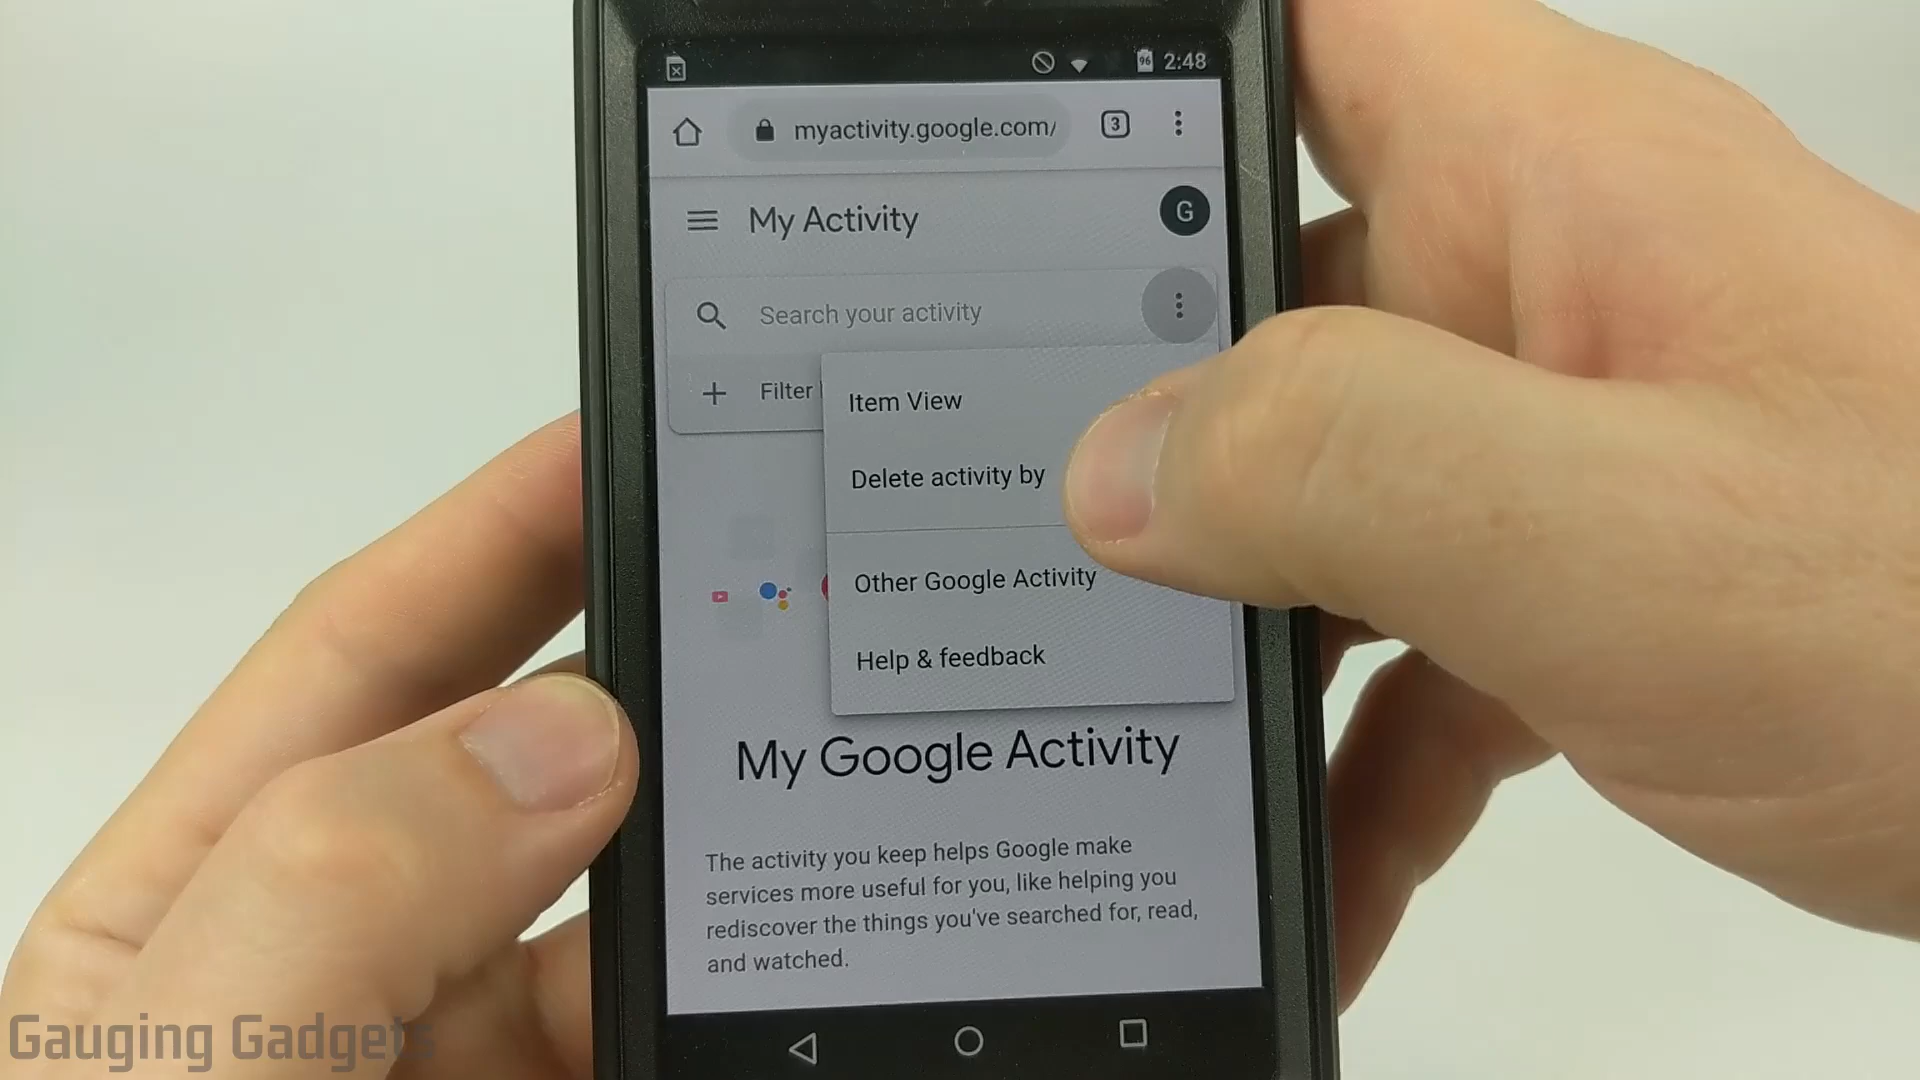 96 2:48
myactivity.google.com/
3
My Activity
G
Search your activity
Filter
Item View
Delete activity by
Other Google Activity
Help & feedback
My Google Activity
The activity you keep helps Google make
services more useful for you, like helping you
rediscover the things you've searched for, read,
and watched.
Gauging Gadgets